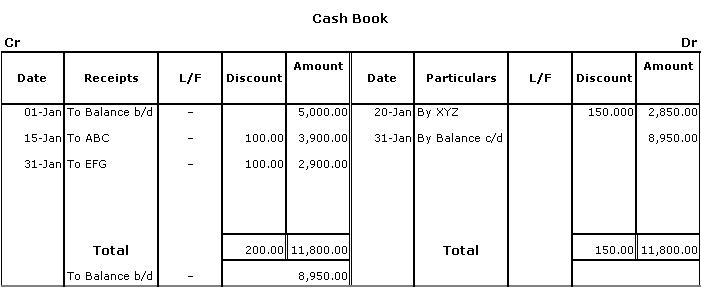 Cash Book
Cr Dr
Date Receipts L/F Discount Amount Date Particulars L/F Discount Amount
01-Jan To Balance b/d – 5,000.00 20-Jan By XYZ 150.000 2,850.00
15-Jan To ABC – 100.00 3,900.00 31-Jan By Balance c/d 8,950.00
31-Jan To EFG – 100.00 2,900.00
Total 200.00 11,800.00 Total 150.00 11,800.00
To Balance b/d – 8,950.00